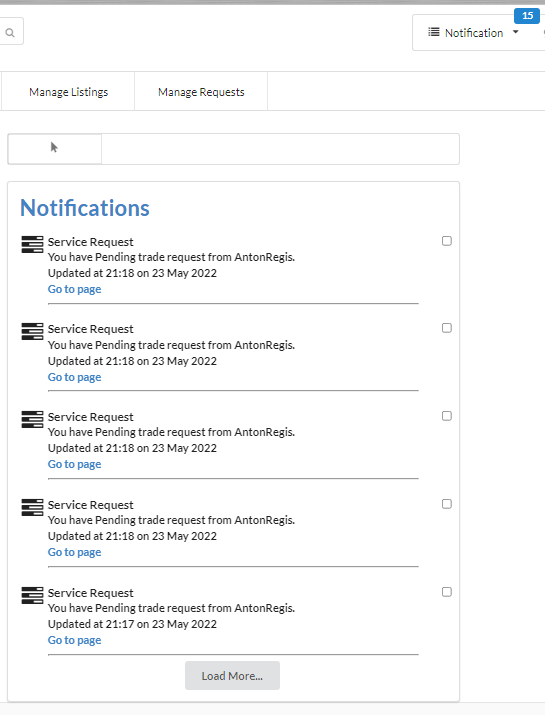 15
Notification
Manage Listings
Manage Requests
Notifications
Service Request
You have Pending trade request from AntonRegis.
Updated at 21:18 on 23 May 2022
Go to page
Service Request
You have Pending trade request from AntonRegis.
Updated at 21:18 on 23 May 2022
Go to page
Service Request
You have Pending trade request from AntonRegis.
Updated at 21:18 on 23 May 2022
Go to page
Service Request
You have Pending trade request from AntonRegis.
Updated at 21:18 on 23 May 2022
Go to page
Service Request
You have Pending trade request from AntonRegis.
Updated at 21:17 on 23 May 2022
Go to page
Load More...